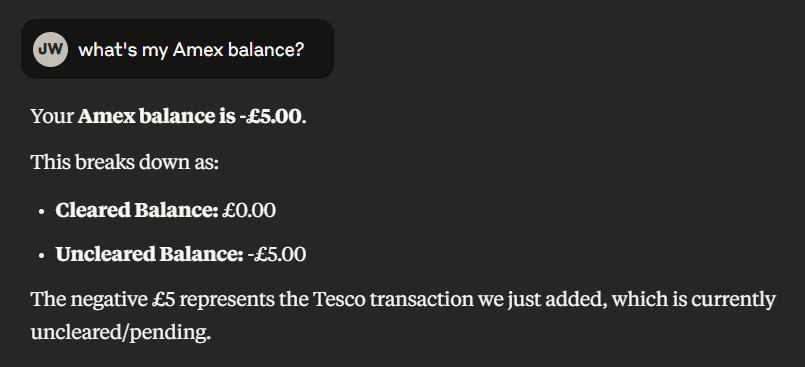 JW what's my Amex balance?
Your Amex balance is -£5.00.
This breaks down as:
• Cleared Balance: £0.00
• Uncleared Balance: -£5.00
The negative £5 represents the Tesco transaction we just added, which is currently
uncleared/pending.